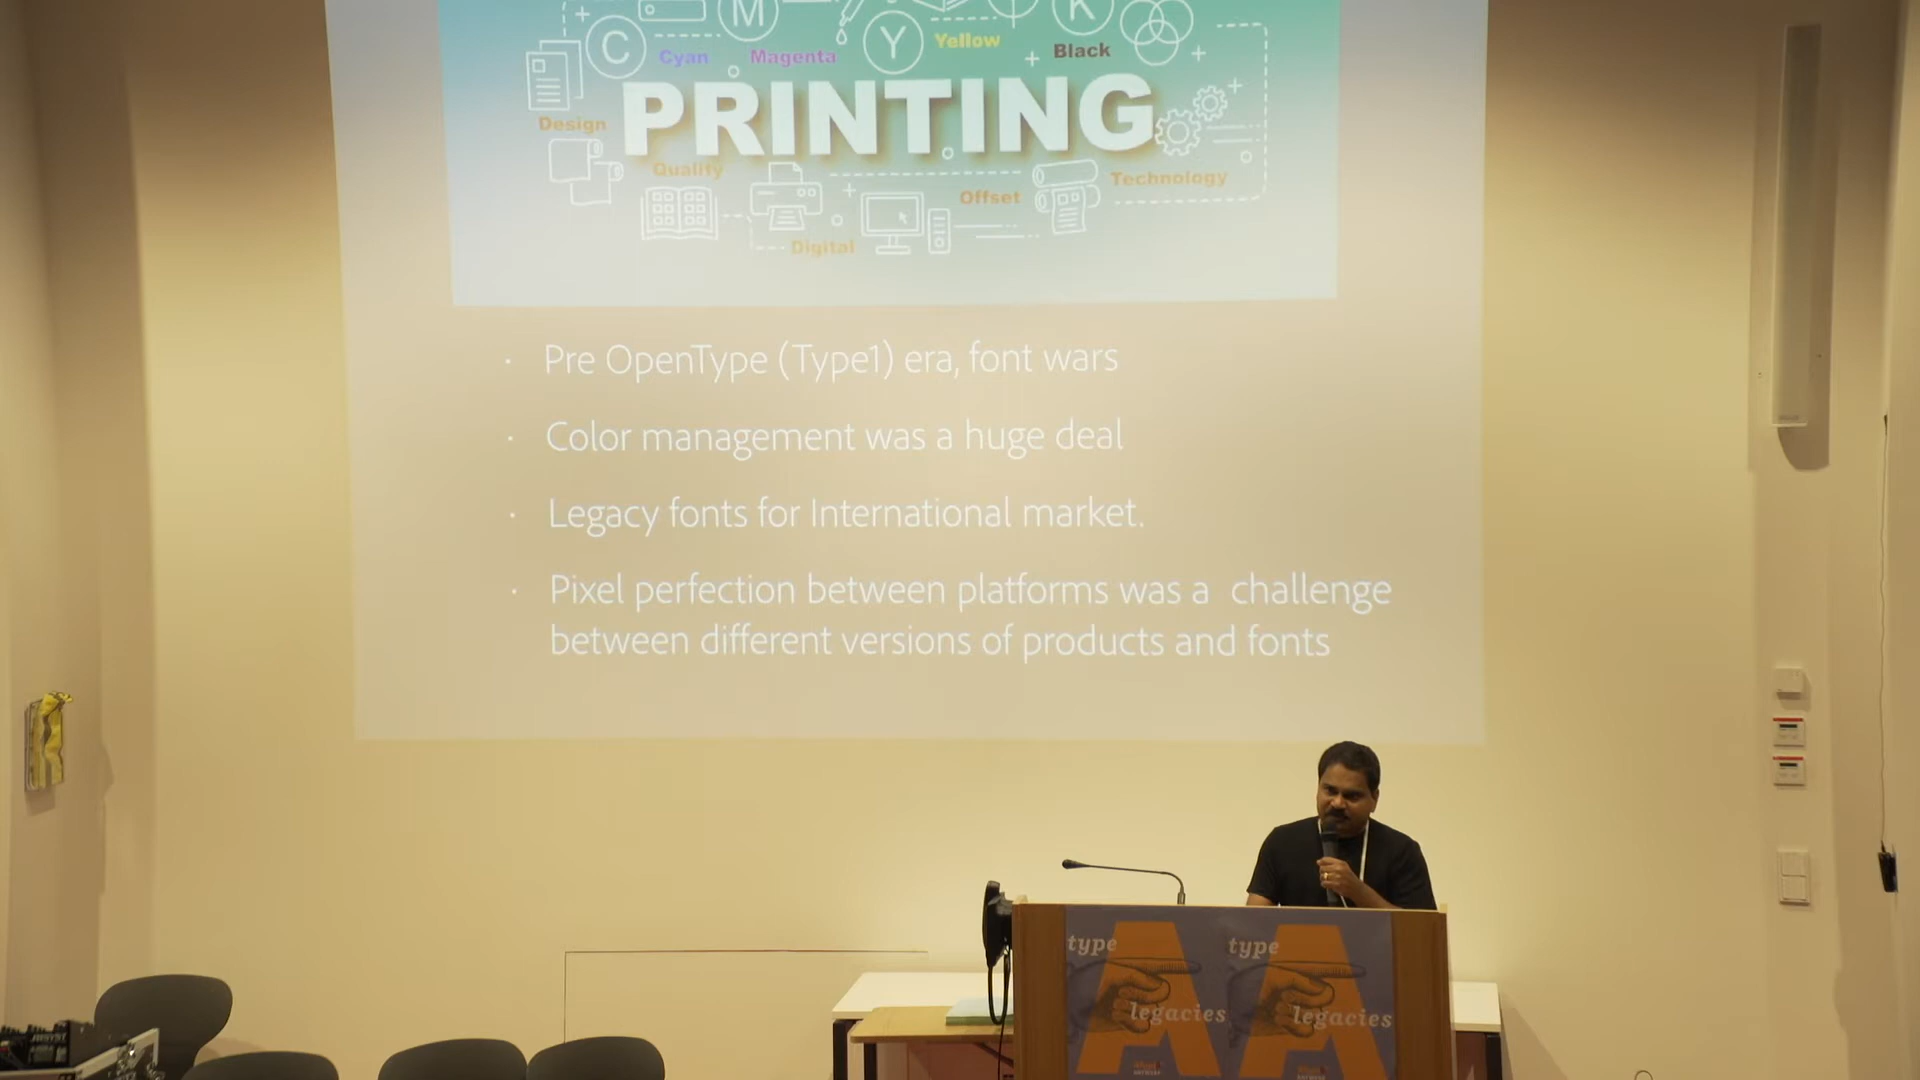 C M Y K
Cyan Magenta Yellow Black
PRINTING
Design
Quality
Technology
Offset
Digital
· Pre OpenType (Type1) era, font wars
· Color management was a huge deal
· Legacy fonts for International market.
· Pixel perfection between platforms was a challenge
between different versions of products and fonts
type
A
legacies
type
A
legacies